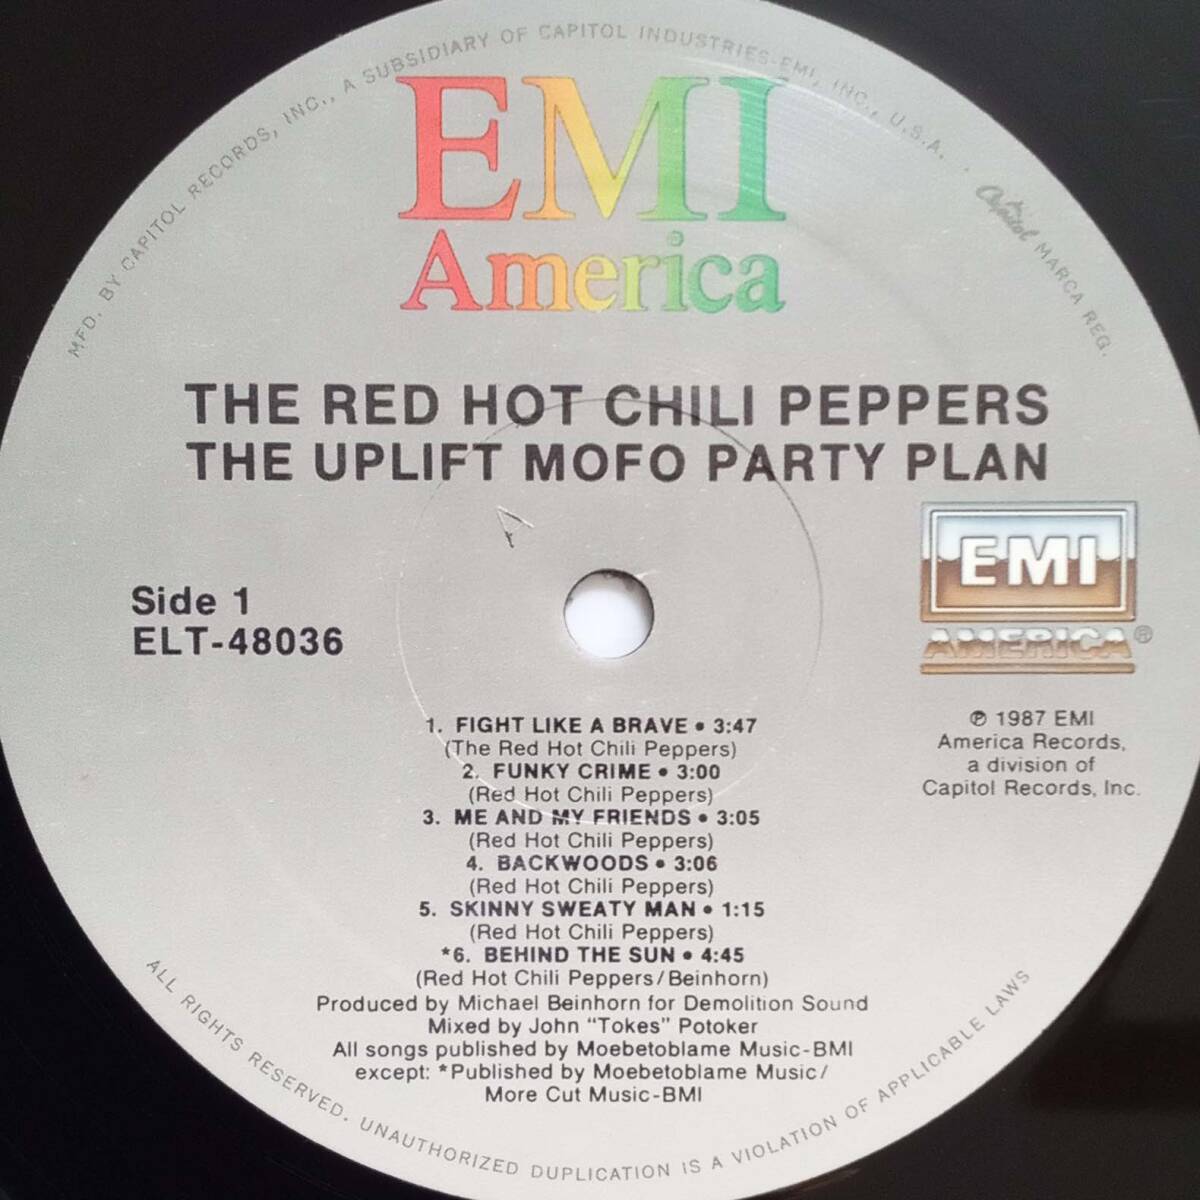 MFD. BY CAPITOL RECORDS, INC., A SUBSIDIARY OF CAPITOL INDUSTRIES-EMI, INC., U.S.A. . Capitol MARCA REG.
EMI
America
THE RED HOT CHILI PEPPERS
THE UPLIFT MOFO PARTY PLAN
A
EMI
AMERICA®
Side 1
ELT-48036
℗ 1987 EMI
America Records,
a division of
Capitol Records, Inc.
1. FIGHT LIKE A BRAVE • 3:47
(The Red Hot Chili Peppers)
2. FUNKY CRIME • 3:00
(Red Hot Chili Peppers)
3. ME AND MY FRIENDS • 3:05
(Red Hot Chili Peppers)
4. BACKWOODS • 3:06
(Red Hot Chili Peppers)
5. SKINNY SWEATY MAN • 1:15
(Red Hot Chili Peppers)
*6. BEHIND THE SUN • 4:45
(Red Hot Chili Peppers/Beinhorn)
Produced by Michael Beinhorn for Demolition Sound
Mixed by John "Tokes" Potoker
All songs published by Moebetoblame Music-BMI
except: *Published by Moebetoblame Music/
More Cut Music-BMI
ALL RIGHTS RESERVED. UNAUTHORIZED DUPLICATION IS A VIOLATION OF APPLICABLE LAWS